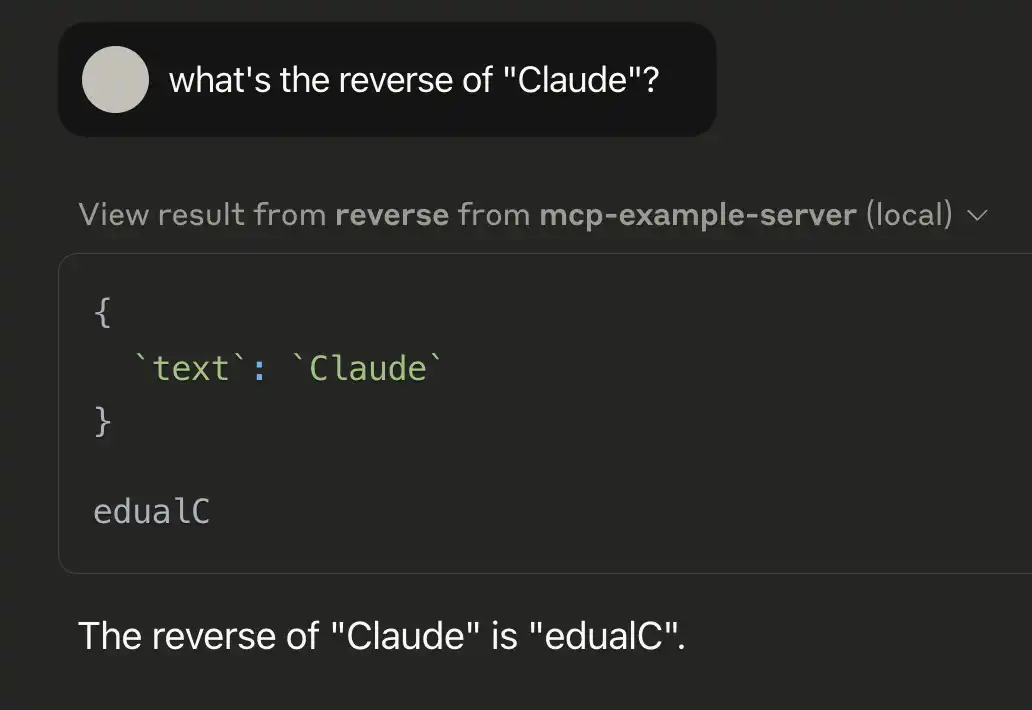 what's the reverse of "Claude"?
View result from reverse from mcp-example-server (local)
{
`text`: `Claude`
}
edualC
The reverse of "Claude" is "edualC".